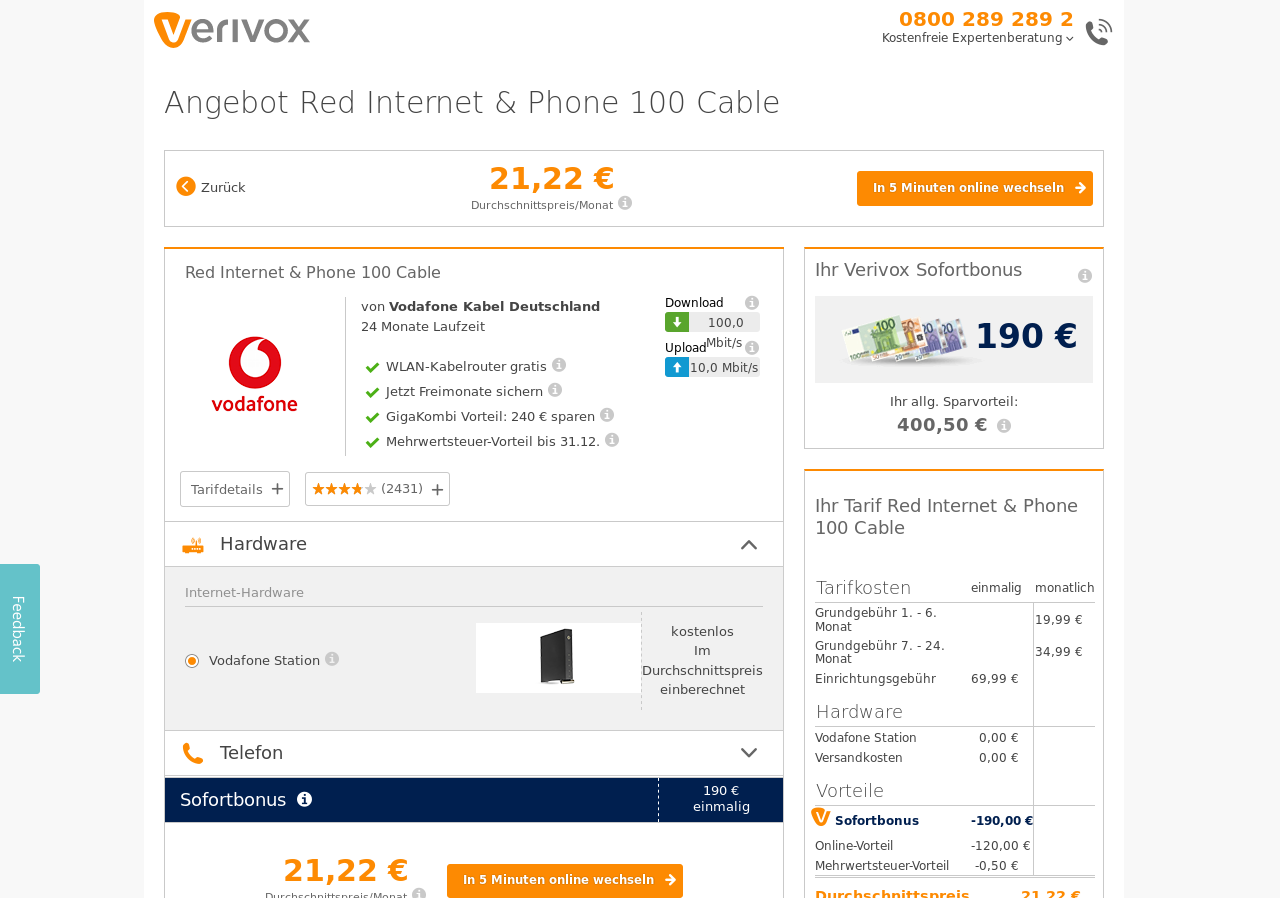 verivox
0800 289 289 2
Kostenfreie Expertenberatung
Angebot Red Internet & Phone 100 Cable
Zurück
21,22 €
Durchschnittspreis/Monat
In 5 Minuten online wechseln
Red Internet & Phone 100 Cable
von Vodafone Kabel Deutschland
24 Monate Laufzeit
vodafone
WLAN-Kabelrouter gratis
Jetzt Freimonate sichern
GigaKombi Vorteil: 240 € sparen
Mehrwertsteuer-Vorteil bis 31.12.
Download
100,0
Mbit/s
Upload
10,0 Mbit/s
Tarifdetails
(2431)
Hardware
Internet-Hardware
Vodafone Station
kostenlos
Im
Durchschnittspreis
einberechnet
Telefon
Sofortbonus
190 €
einmalig
21,22 €
Durchschnittspreis/Monat
In 5 Minuten online wechseln
Ihr Verivox Sofortbonus
190 €
Ihr allg. Sparvorteil:
400,50 €
Ihr Tarif Red Internet & Phone
100 Cable
Tarifkosten einmalig monatlich
Grundgebühr 1. - 6.
Monat 19,99 €
Grundgebühr 7. - 24.
Monat 34,99 €
Einrichtungsgebühr 69,99 €
Hardware
Vodafone Station 0,00 €
Versandkosten 0,00 €
Vorteile
Sofortbonus -190,00 €
Online-Vorteil -120,00 €
Mehrwertsteuer-Vorteil -0,50 €
Durchschnittspreis 21,22 €
Feedback